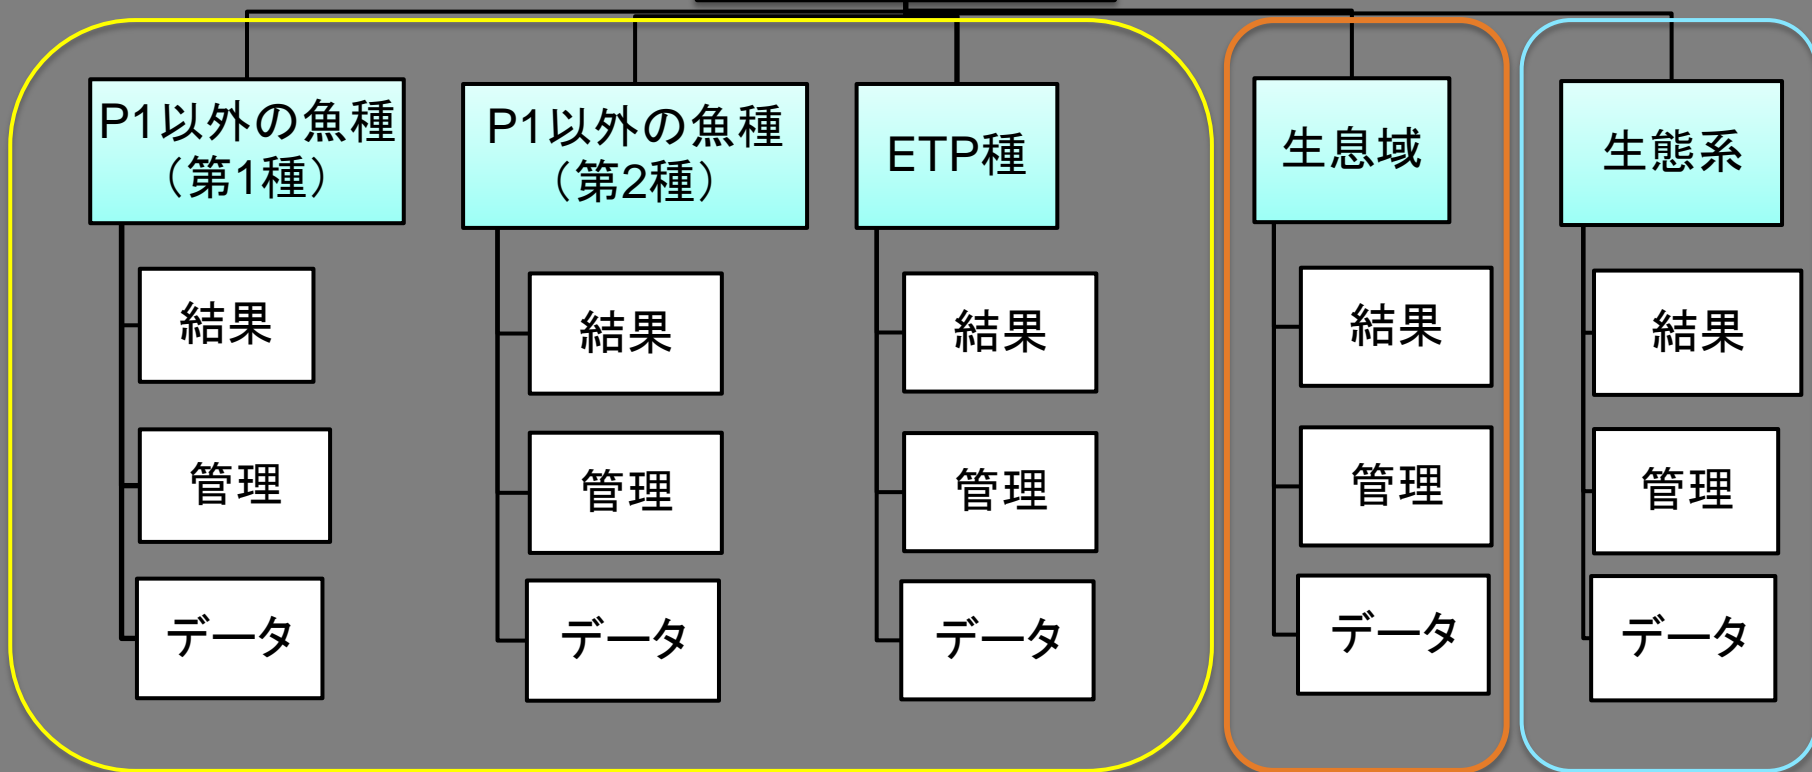 P1以外の魚種
（第1種）
結果
管理
データ
P1以外の魚種
（第2種）
結果
管理
データ
ETP種
結果
管理
データ
生息域
結果
管理
データ
生態系
結果
管理
データ